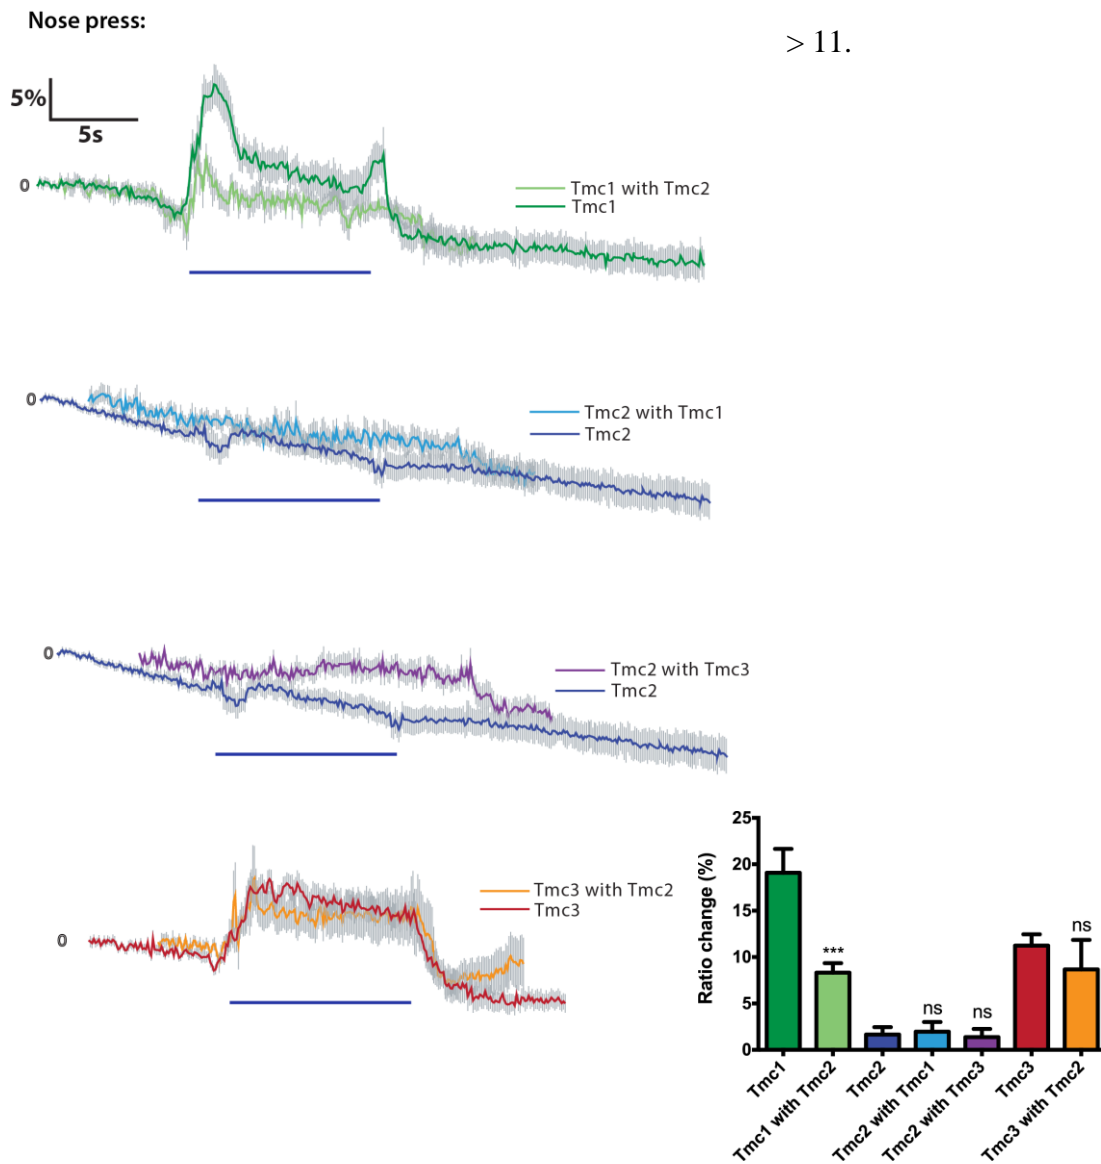 Nose press:
> 11.
5%
5s
0
Tmc1 with Tmc2
Tmc1
0
Tmc2 with Tmc1
Tmc2
0
Tmc2 with Tmc3
Tmc2
0
Tmc3 with Tmc2
Tmc3
Ratio change (%)
25
20
15
10
5
0
***
ns
ns
ns
Tmc1
Tmc1 with Tmc2
Tmc2
Tmc2 with Tmc1
Tmc2 with Tmc3
Tmc3
Tmc3 with Tmc2